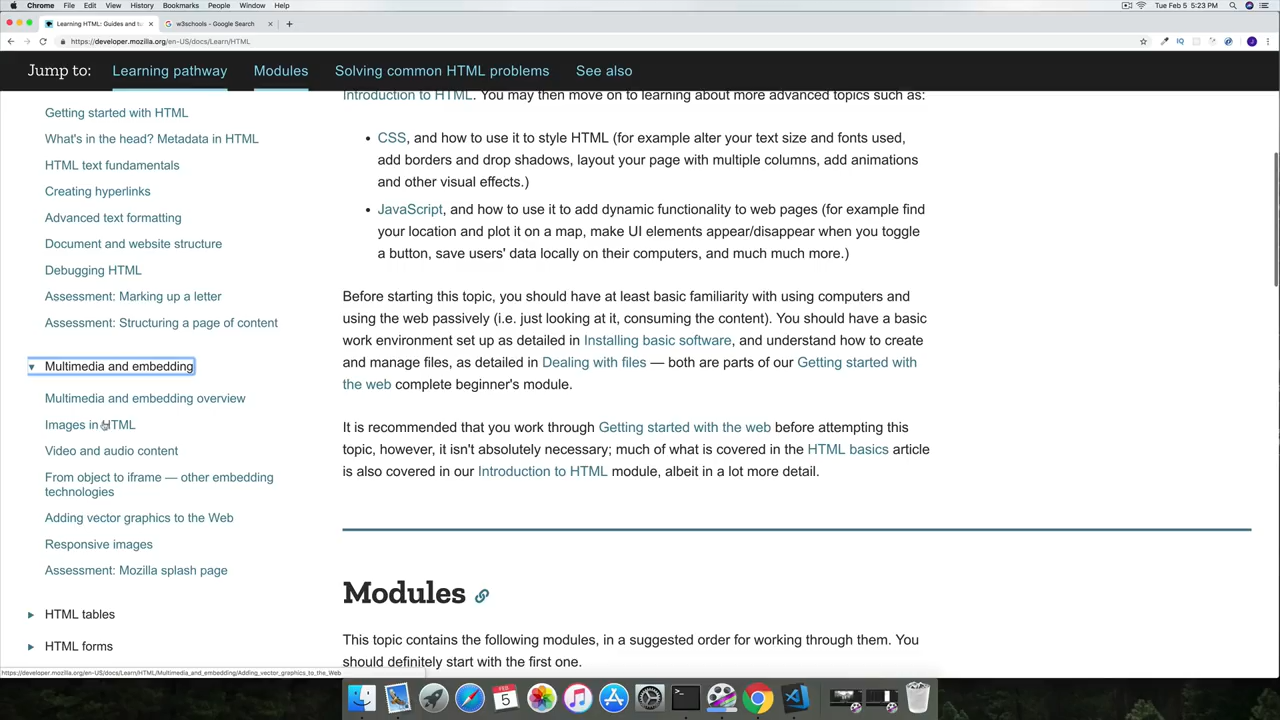 Chrome File Edit View History Bookmarks People Window Help
Tue Feb 5 5:23 PM
Learning HTML: Guides and tu
w3schools - Google Search
https://developer.mozilla.org/en-US/docs/Learn/HTML
Jump to: Learning pathway Modules Solving common HTML problems See also
Getting started with HTML
What's in the head? Metadata in HTML
HTML text fundamentals
Creating hyperlinks
Advanced text formatting
Document and website structure
Debugging HTML
Assessment: Marking up a letter
Assessment: Structuring a page of content
Multimedia and embedding
Multimedia and embedding overview
Images in HTML
Video and audio content
From object to iframe — other embedding
technologies
Adding vector graphics to the Web
Responsive images
Assessment: Mozilla splash page
HTML tables
HTML forms
https://developer.mozilla.org/en-US/docs/Learn/HTML/Multimedia_and_embedding/Adding_vector_graphics_to_the_Web
Introduction to HTML. You may then move on to learning about more advanced topics such as:
• CSS, and how to use it to style HTML (for example alter your text size and fonts used,
add borders and drop shadows, layout your page with multiple columns, add animations
and other visual effects.)
• JavaScript, and how to use it to add dynamic functionality to web pages (for example find
your location and plot it on a map, make UI elements appear/disappear when you toggle
a button, save users' data locally on their computers, and much much more.)
Before starting this topic, you should have at least basic familiarity with using computers and
using the web passively (i.e. just looking at it, consuming the content). You should have a basic
work environment set up as detailed in Installing basic software, and understand how to create
and manage files, as detailed in Dealing with files — both are parts of our Getting started with
the web complete beginner's module.
It is recommended that you work through Getting started with the web before attempting this
topic, however, it isn't absolutely necessary; much of what is covered in the HTML basics article
is also covered in our Introduction to HTML module, albeit in a lot more detail.
Modules
This topic contains the following modules, in a suggested order for working through them. You
should definitely start with the first one.
FEB
5